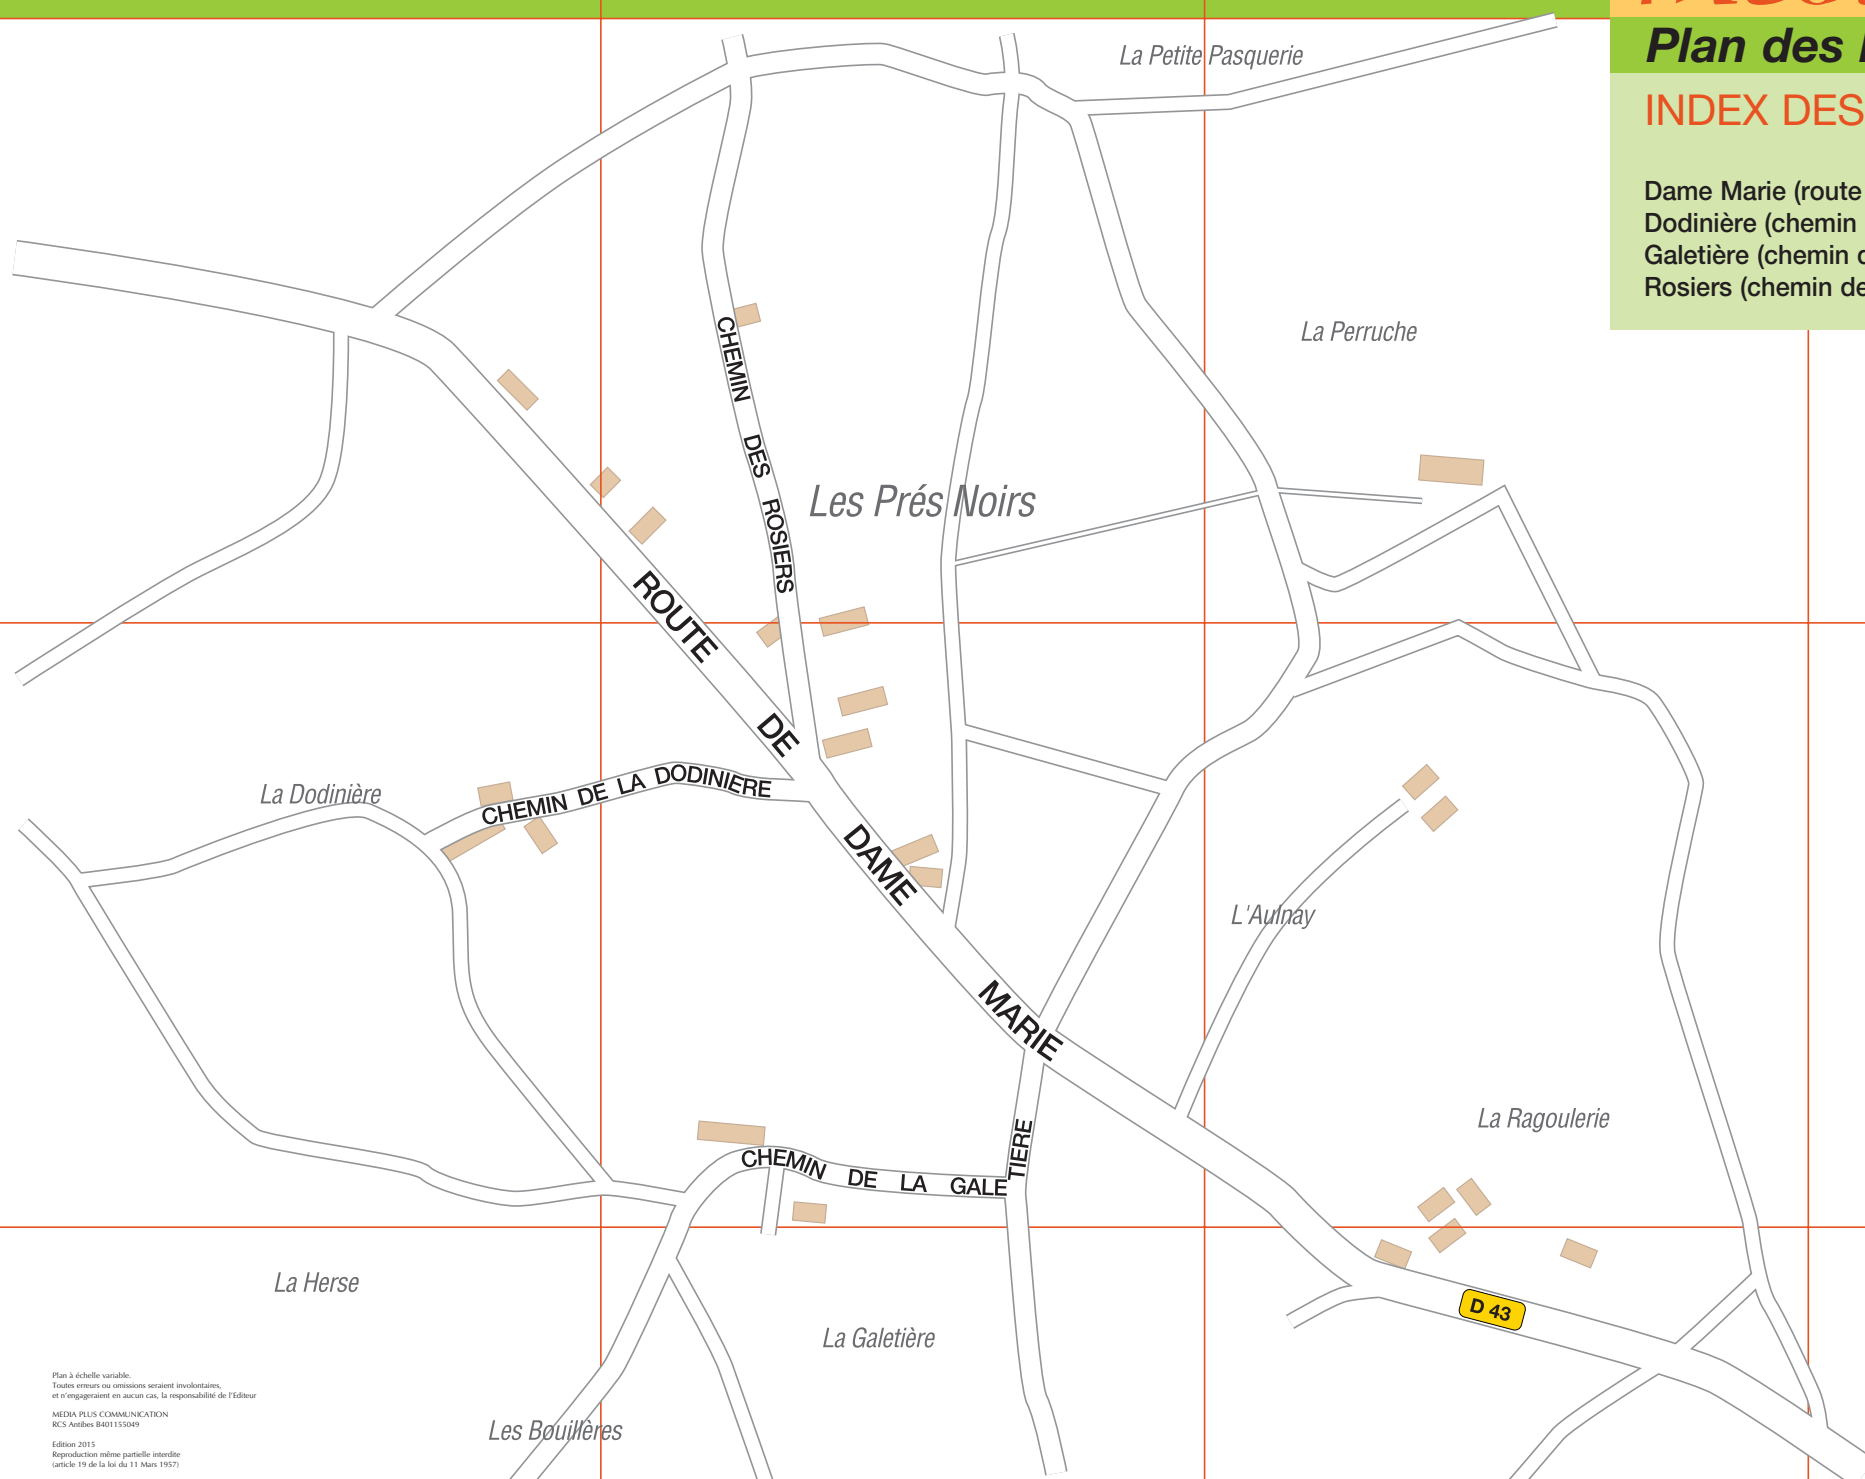 Plan des
INDEX DES
Dame Marie (route
Dodinière (chemin
Galetière (chemin
Rosiers (chemin de
La Petite Pasquerie
La Perruche
CHEMIN DES ROSIERS
Les Prés Noirs
ROUTE DE DAME MARIE
La Dodinière
CHEMIN DE LA DODINIERE
L'Aulnay
La Ragoulerie
CHEMIN DE LA GALETIERE
La Herse
La Galetière
D 43
Les Bouillères
Plan à échelle variable.
Toutes erreurs ou omissions seraient involontaires,
et n'engageraient en aucun cas, la responsabilité de l'Editeur
MEDIA PLUS COMMUNICATION
RCS Antibes B401155049
Edition 2015
Reproduction même partielle interdite
(article 19 de la loi du 11 Mars 1957)